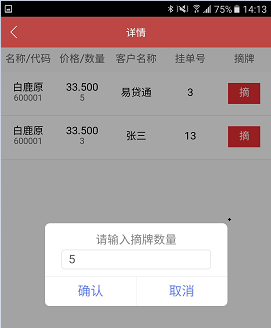 75% 14:13
详情
名称/代码 价格/数量 客户名称 挂单号 摘牌
白鹿原 33.500 易贷通 3 摘
600001 5
白鹿原 33.500 张三 13 摘
600001 3
请输入摘牌数量
5
确认 取消